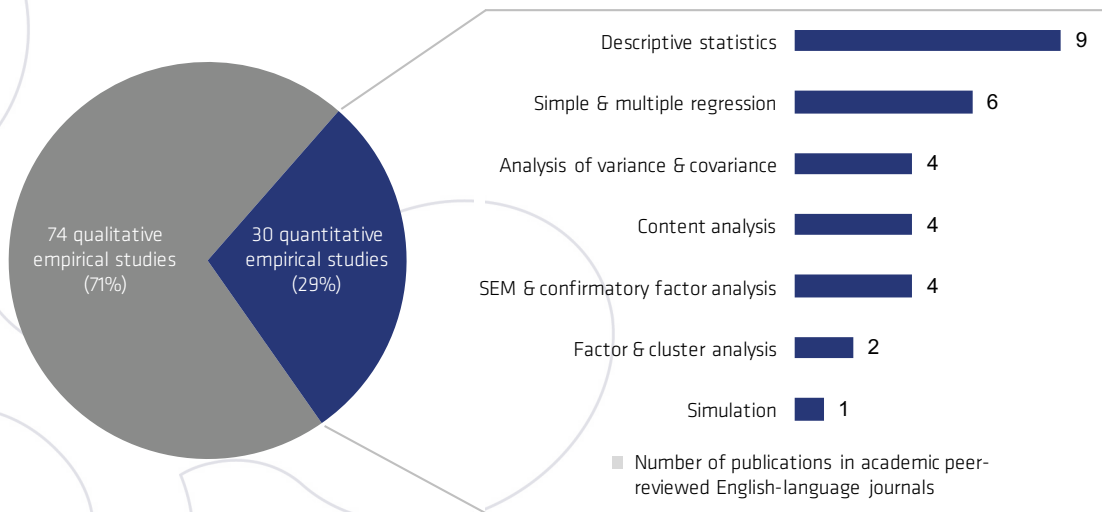 74 qualitative
empirical studies
(71%)
30 quantitative
empirical studies
(29%)
Descriptive statistics 9
Simple & multiple regression 6
Analysis of variance & covariance 4
Content analysis 4
SEM & confirmatory factor analysis 4
Factor & cluster analysis 2
Simulation 1
Number of publications in academic peer-
reviewed English-language journals